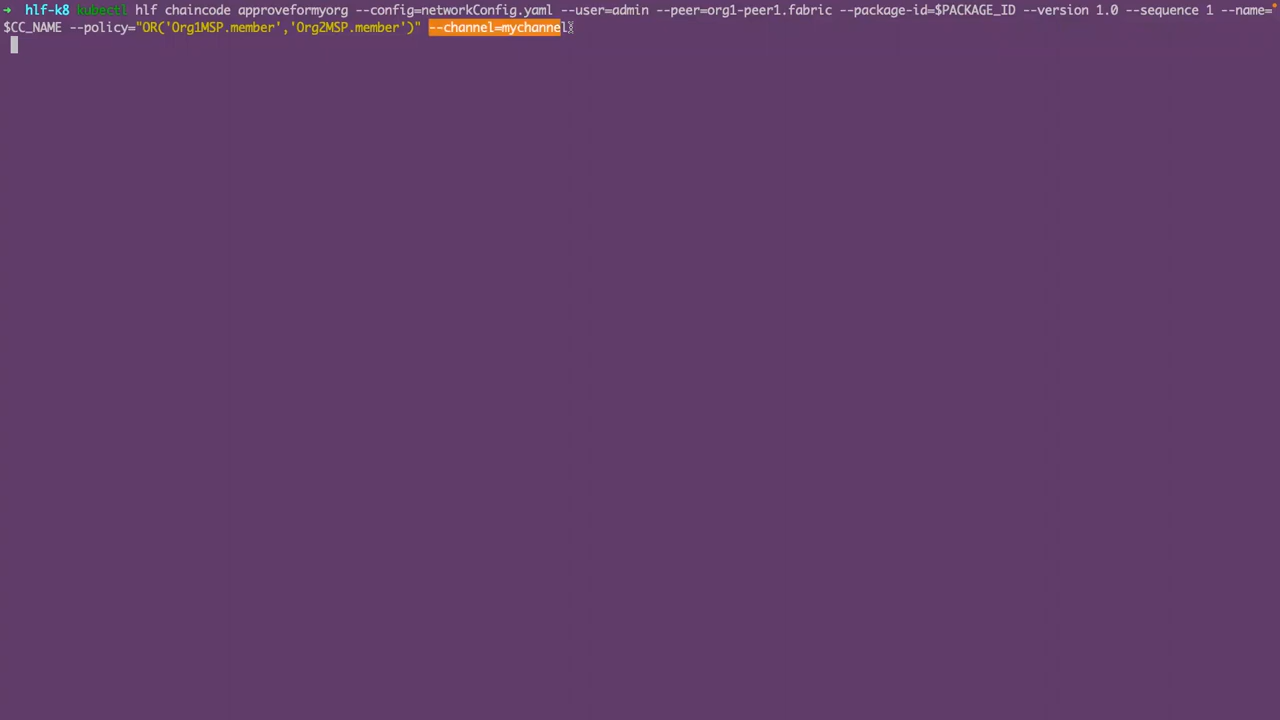 → hlf-k8 kubectl hlf chaincode approveformyorg --config=networkConfig.yaml --user=admin --peer=org1-peer1.fabric --package-id=$PACKAGE_ID --version 1.0 --sequence 1 --name=
$CC_NAME --policy="OR('Org1MSP.member','Org2MSP.member')" --channel=mychannel